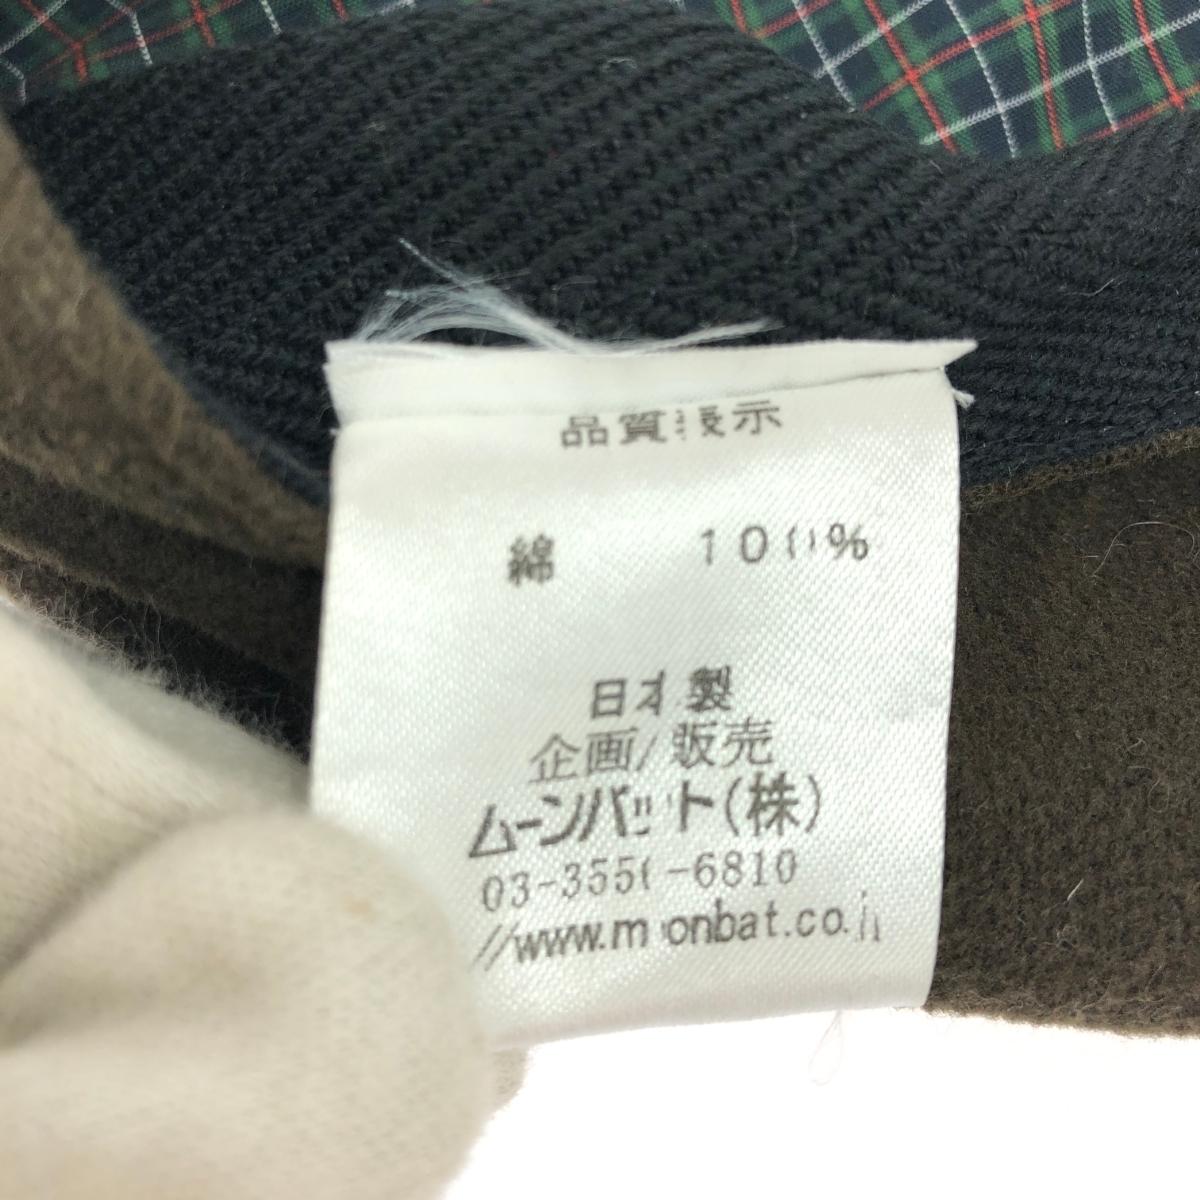 品質表示
綿 100%
日本製
企画/販売
ムーンバット(株)
03-3550-6810
//www.moonbat.co.jp